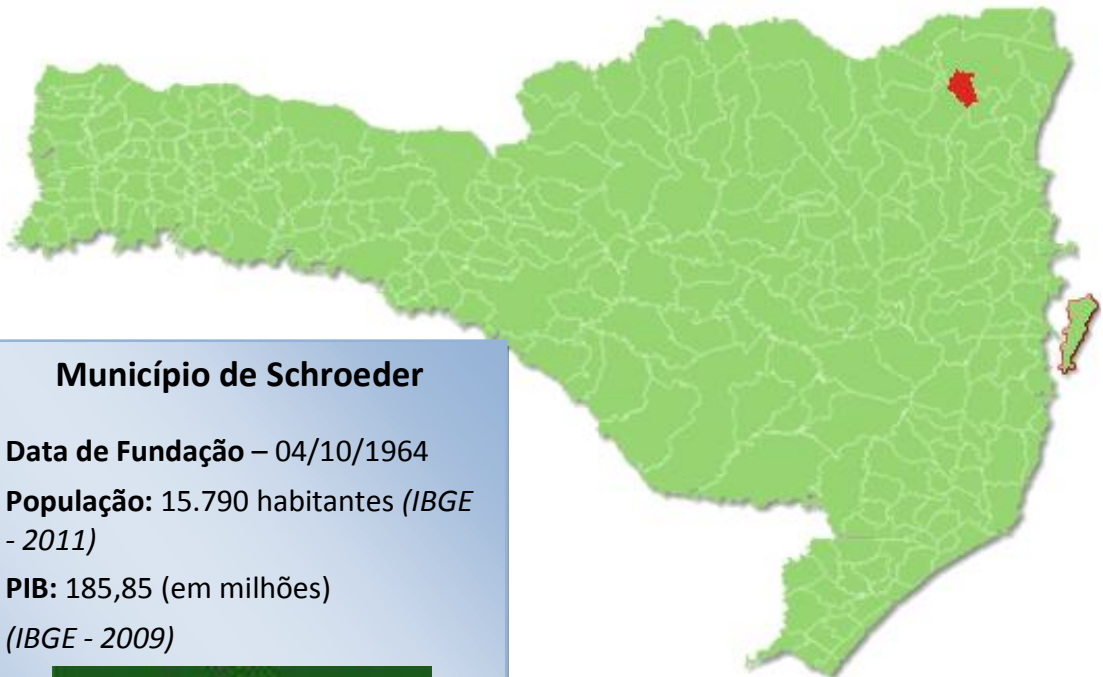 Município de Schroeder
Data de Fundação – 04/10/1964
População: 15.790 habitantes (IBGE
- 2011)
PIB: 185,85 (em milhões)
(IBGE - 2009)